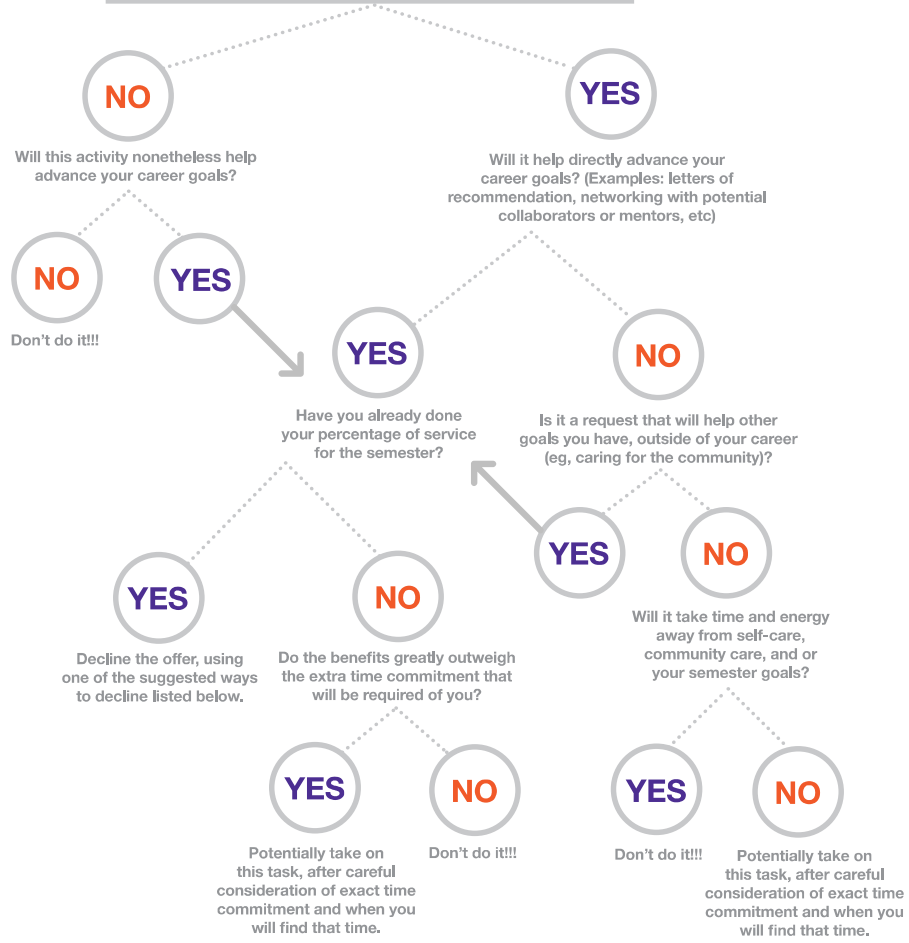 NO
YES
Will this activity nonetheless help
advance your career goals?
Will it help directly advance your
career goals? (Examples: letters of
recommendation, networking with potential
collaborators or mentors, etc)
NO
YES
Don't do it!!!
YES
NO
Have you already done
your percentage of service
for the semester?
Is it a request that will help other
goals you have, outside of your career
(eg, caring for the community)?
YES
NO
YES
NO
Decline the offer, using
one of the suggested ways
to decline listed below.
Do the benefits greatly outweigh
the extra time commitment that
will be required of you?
Will it take time and energy
away from self-care,
community care, and or
your semester goals?
YES
NO
YES
NO
Potentially take on
this task, after careful
consideration of exact time
commitment and when you
will find that time.
Don't do it!!!
Don't do it!!!
Potentially take on
this task, after careful
consideration of exact time
commitment and when you
will find that time.